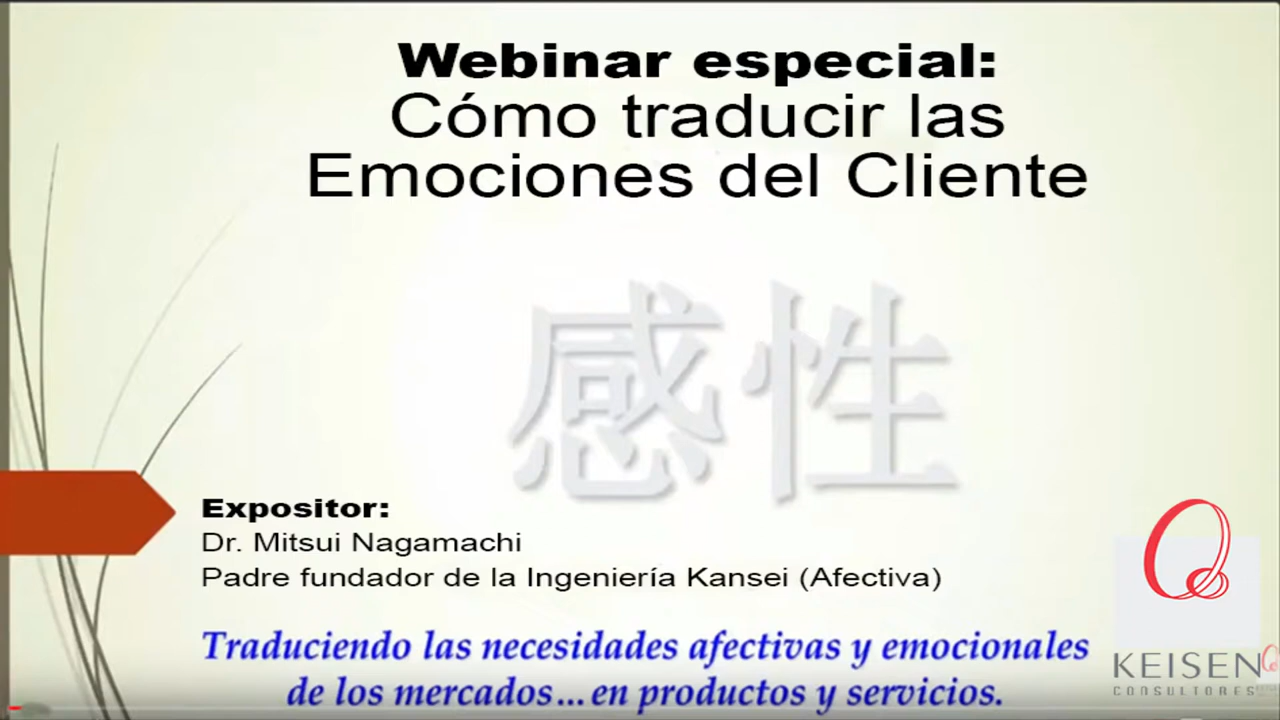 Webinar especial:
Cómo traducir las
Emociones del Cliente
感性
Expositor:
Dr. Mitsui Nagamachi
Padre fundador de la Ingeniería Kansei (Afectiva)
Traduciendo las necesidades afectivas y emocionales
de los mercados...en productos y servicios.
KEISEN
CONSULTORES